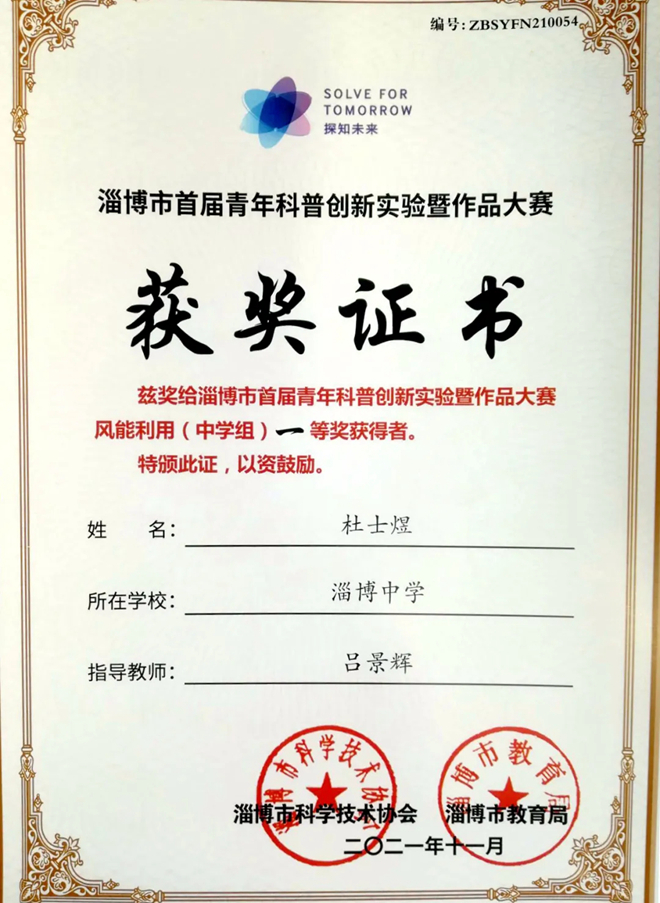 编号:ZBSYFN210054
SOLVE FOR
TOMORROW
探知未来
淄博市首届青年科普创新实验暨作品大赛
获奖证书
兹奖给淄博市首届青年科普创新实验暨作品大赛
风能利用(中学组)一等奖获得者。
特颁此证,以资鼓励。
姓 名: 杜士煜
所在学校: 淄博中学
指导教师: 吕景辉
淄博市科学技术协会
淄博市教育局
淄博市科学技术协会 淄博市教育局
二〇二一年十一月